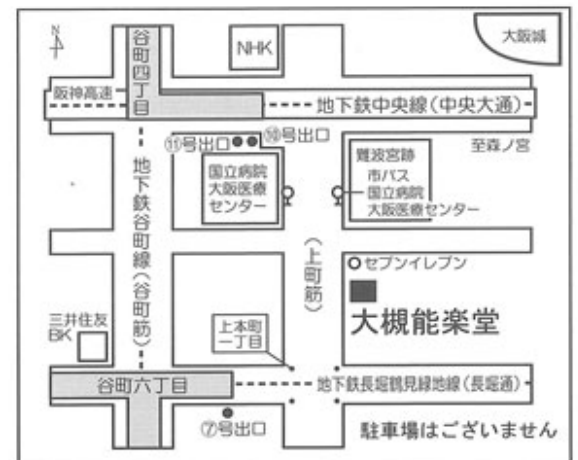 N
谷町四丁目
NHK
大阪城
阪神高速
地下鉄中央線(中央大通)
⑪号出口
⑩号出口
至森ノ宮
国立病院
大阪医療
センター
難波宮跡
市バス
国立病院
大阪医療センター
地下鉄谷町線(谷町筋)
(上町筋)
セブンイレブン
大槻能楽堂
三井住友
BK
上本町
一丁目
谷町六丁目
地下鉄長堀鶴見緑地線(長堀通)
⑦号出口
駐車場はございません